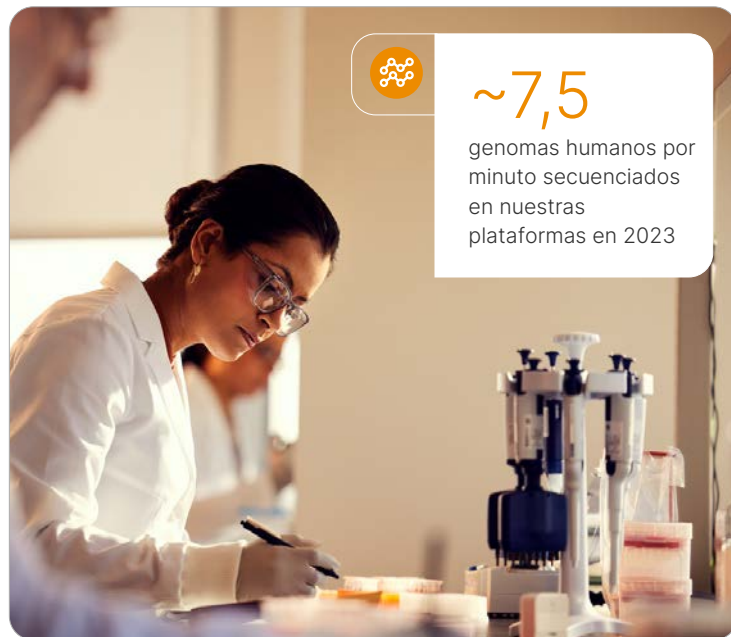 ~7,5
genomas humanos por
minuto secuenciados
en nuestras
plataformas en 2023